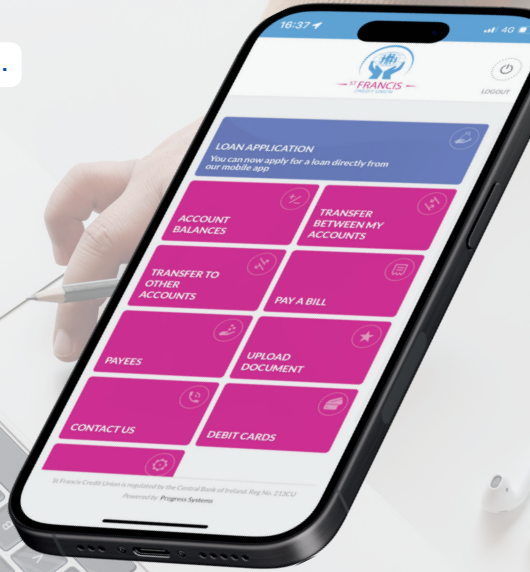 .
16:37
4G
ST FRANCIS
CREDIT UNION
LOGOUT
LOAN APPLICATION
You can now apply for a loan directly from
our mobile app
ACCOUNT
BALANCES
TRANSFER
BETWEEN MY
ACCOUNTS
TRANSFER TO
OTHER
ACCOUNTS
PAY A BILL
PAYEES
UPLOAD
DOCUMENT
CONTACT US
DEBIT CARDS
St Francis Credit Union is regulated by the Central Bank of Ireland. Reg No. 213CU
Powered by Progress Systems